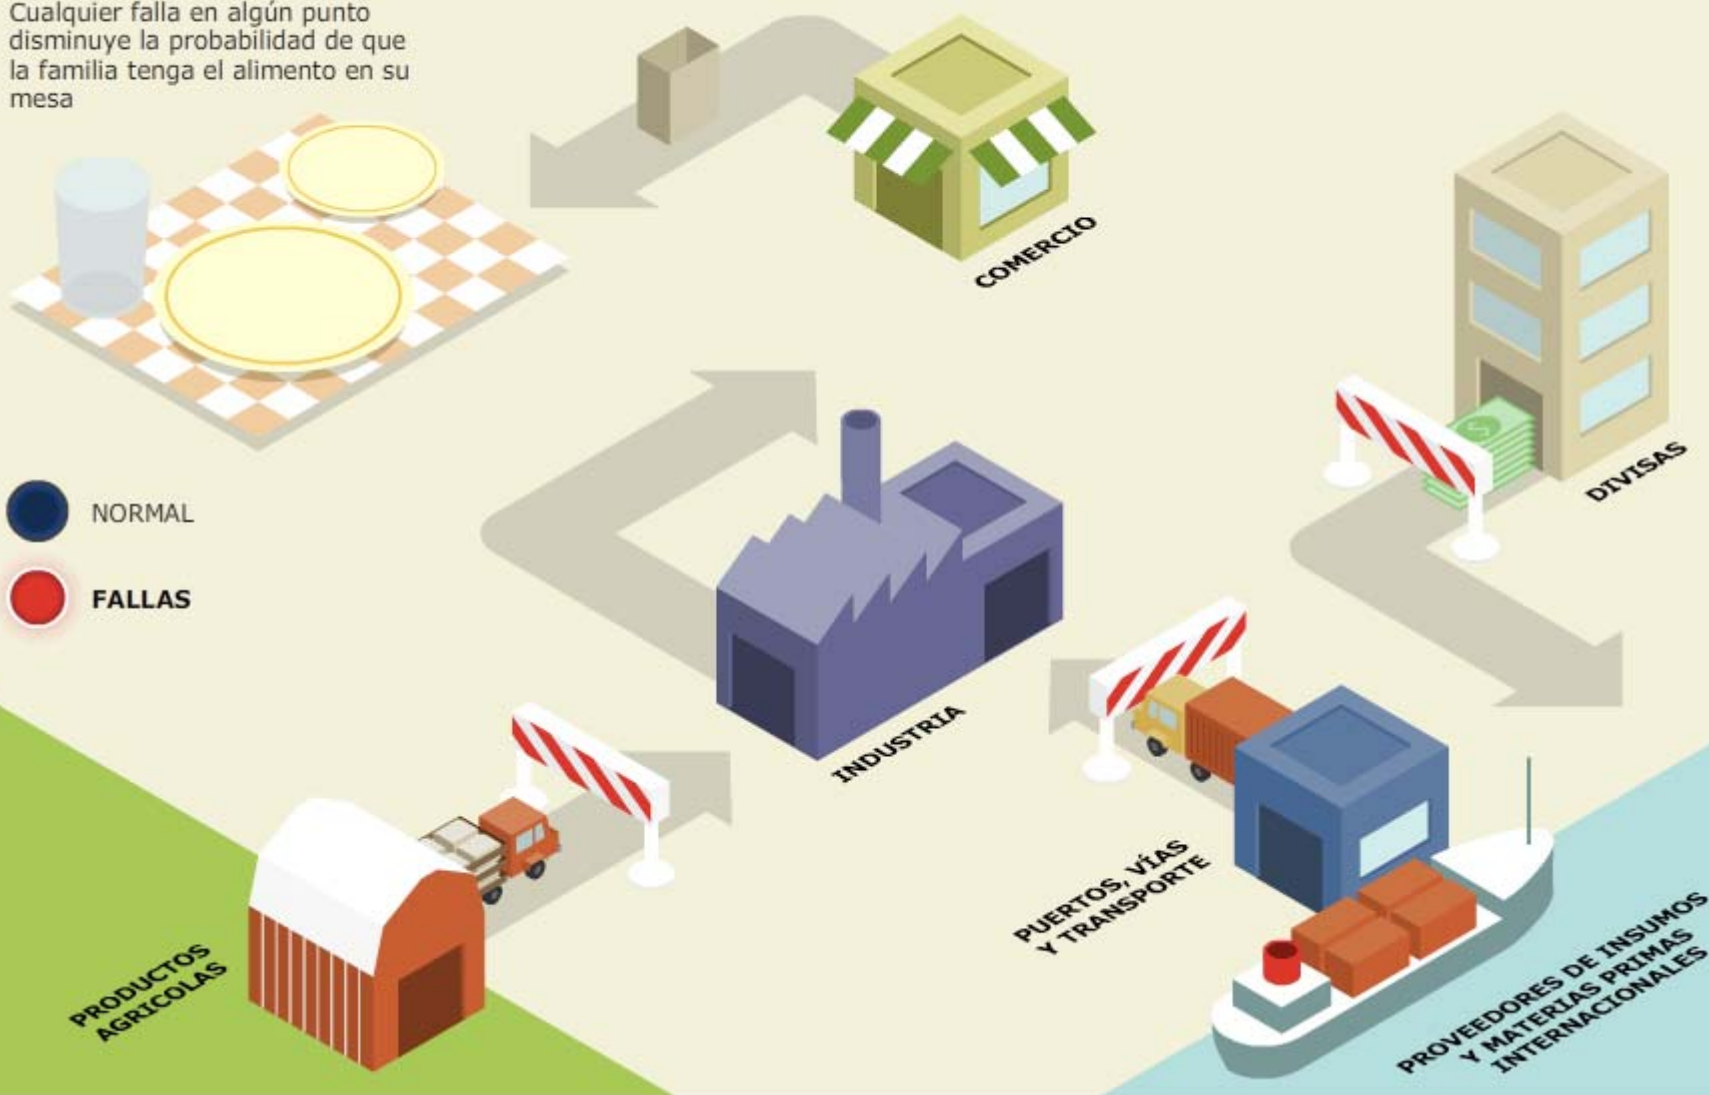 Cualquier falla en algún punto
disminuye la probabilidad de que
la familia tenga el alimento en su
mesa
COMERCIO
DIVISAS
NORMAL
FALLAS
INDUSTRIA
PUERTOS, VÍAS
Y TRANSPORTE
PRODUCTOS
AGRICOLAS
PROVEEDORES DE INSUMOS
Y MATERIAS PRIMAS
INTERNACIONALES